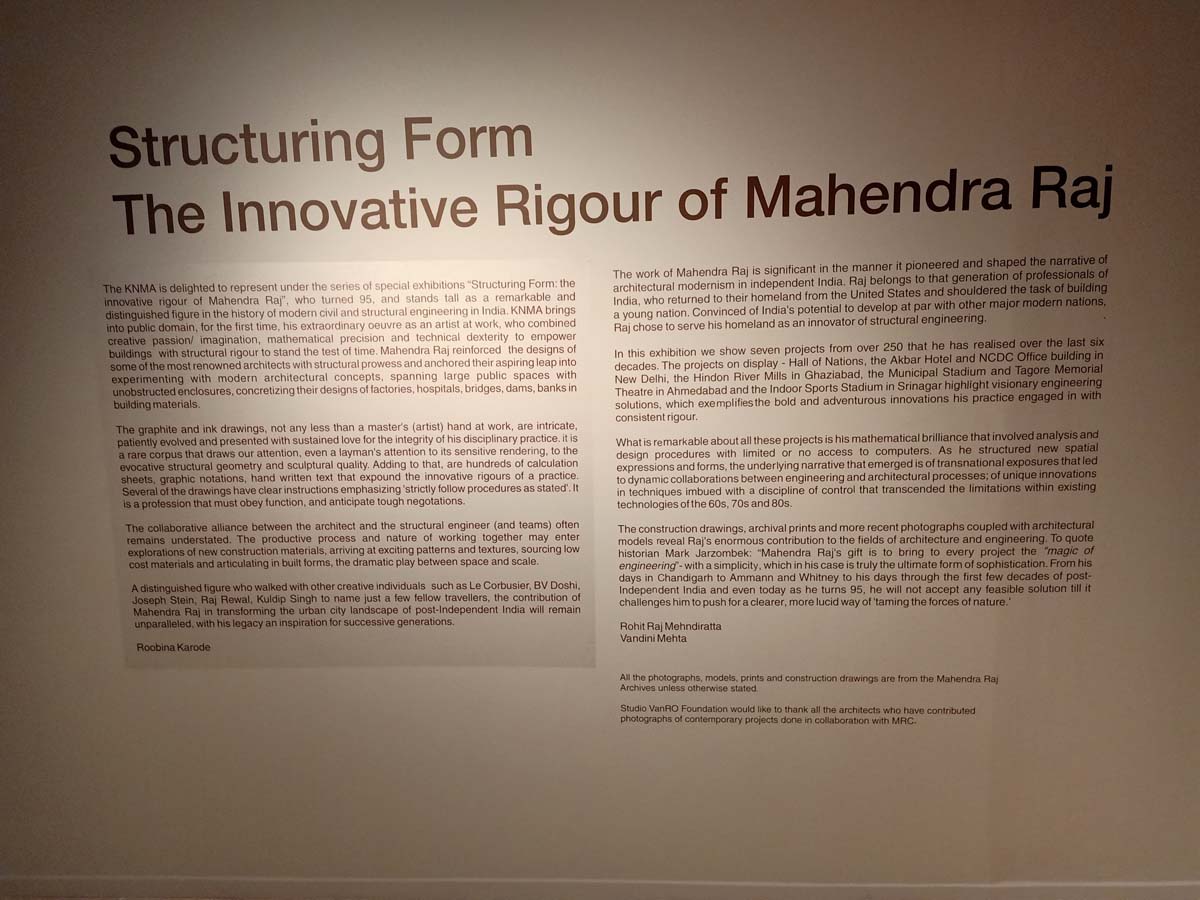 Structuring Form
The Innovative Rigour of Mahendra Raj
The KNMA is delighted to represent under the series of special exhibitions “Structuring Form: the
innovative rigour of Mahendra Raj”, who turned 95, and stands tall as a remarkable and
distinguished figure in the history of modern civil and structural engineering in India. KNMA brings
into public domain, for the first time, his extraordinary oeuvre as an artist at work, who combined
creative passion/ imagination, mathematical precision and technical dexterity to empower
buildings with structural rigour to stand the test of time. Mahendra Raj reinforced the designs of
some of the most renowned architects with structural prowess and anchored their aspiring leap into
experimenting with modern architectural concepts, spanning large public spaces with
unobstructed enclosures, concretizing their designs of factories, hospitals, bridges, dams, banks in
building materials.
The graphite and ink drawings, not any less than a master's (artist) hand at work, are intricate,
patiently evolved and presented with sustained love for the integrity of his disciplinary practice. it is
a rare corpus that draws our attention, even a layman's attention to its sensitive rendering, to the
evocative structural geometry and sculptural quality. Adding to that, are hundreds of calculation
sheets, graphic notations, hand written text that expound the innovative rigours of a practice.
Several of the drawings have clear instructions emphasizing 'strictly follow procedures as stated'. It
is a profession that must obey function, and anticipate tough negotations.
The collaborative alliance between the architect and the structural engineer (and teams) often
remains understated. The productive process and nature of working together may enter
explorations of new construction materials, arriving at exciting patterns and textures, sourcing low
cost materials and articulating in built forms, the dramatic play between space and scale.
A distinguished figure who walked with other creative individuals such as Le Corbusier, BV Doshi,
Joseph Stein, Raj Rewal, Kuldip Singh to name just a few fellow travellers, the contribution of
Mahendra Raj in transforming the urban city landscape of post-Independent India will remain
unparalleled, with his legacy an inspiration for successive generations.
Roobina Karode
The work of Mahendra Raj is significant in the manner it pioneered and shaped the narrative of
architectural modernism in independent India. Raj belongs to that generation of professionals of
India, who returned to their homeland from the United States and shouldered the task of building
a young nation. Convinced of India's potential to develop at par with other major modern nations,
Raj chose to serve his homeland as an innovator of structural engineering.
In this exhibition we show seven projects from over 250 that he has realised over the last six
decades. The projects on display - Hall of Nations, the Akbar Hotel and NCDC Office building in
New Delhi, the Hindon River Mills in Ghaziabad, the Municipal Stadium and Tagore Memorial
Theatre in Ahmedabad and the Indoor Sports Stadium in Srinagar highlight visionary engineering
solutions, which exemplifies the bold and adventurous innovations his practice engaged in with
consistent rigour.
What is remarkable about all these projects is his mathematical brilliance that involved analysis and
design procedures with limited or no access to computers. As he structured new spatial
expressions and forms, the underlying narrative that emerged is of transnational exposures that led
to dynamic collaborations between engineering and architectural processes; of unique innovations
in techniques imbued with a discipline of control that transcended the limitations within existing
technologies of the 60s, 70s and 80s.
The construction drawings, archival prints and more recent photographs coupled with architectural
models reveal Raj's enormous contribution to the fields of architecture and engineering. To quote
historian Mark Jarzombek: “Mahendra Raj's gift is to bring to every project the “magic of
engineering”- with a simplicity, which in his case is truly the ultimate form of sophistication. From his
days in Chandigarh to Ammann and Whitney to his days through the first few decades of post-
Independent India and even today as he turns 95, he will not accept any feasible solution till it
challenges him to push for a clearer, more lucid way of 'taming the forces of nature.'
Rohit Raj Mehndiratta
Vandini Mehta
All the photographs, models, prints and construction drawings are from the Mahendra Raj
Archives unless otherwise stated.
Studio VanRO Foundation would like to thank all the architects who have contributed
photographs of contemporary projects done in collaboration with MRC.